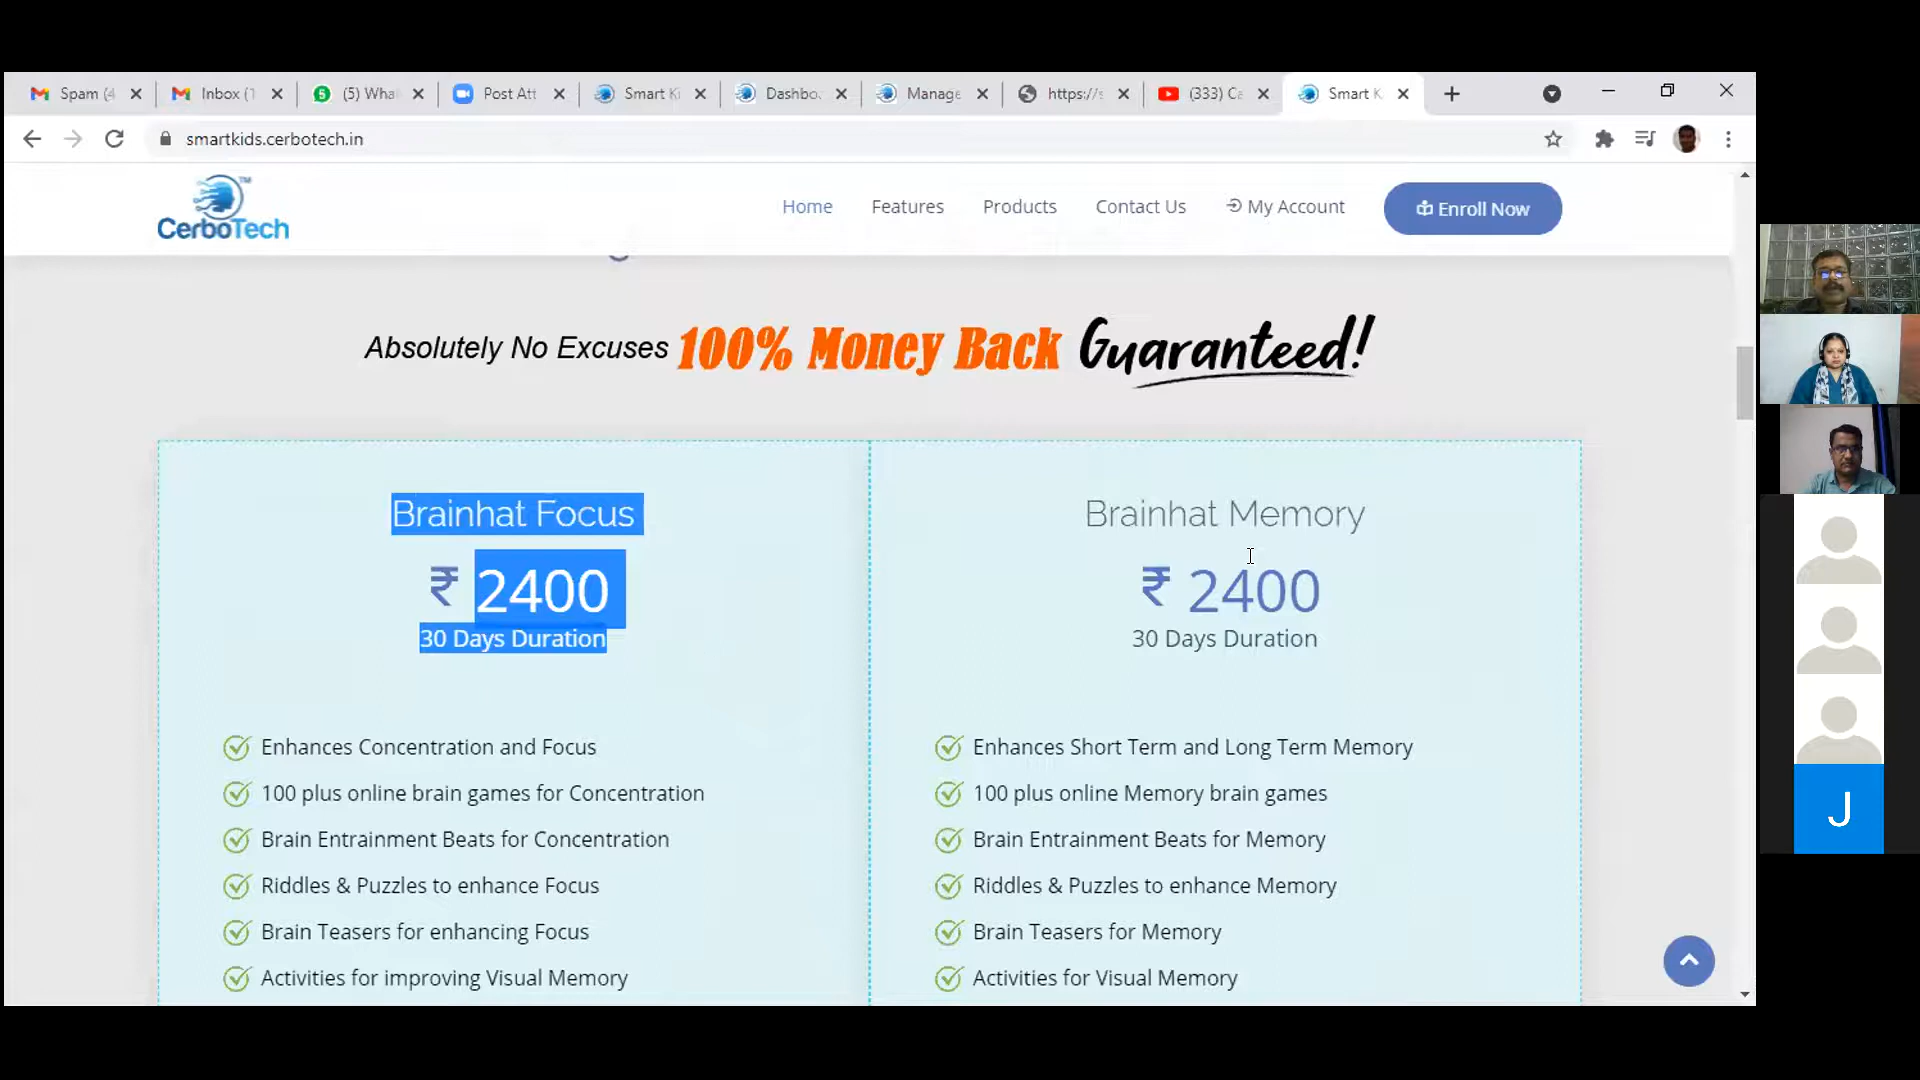 Spam (4
Inbox (1
(5) Wha
Post Att
Smart Ki
Dashbo
Manage
https://s
(333) Ca
Smart K
smartkids.cerbotech.in
CerboTech
TM
Home
Features
Products
Contact Us
My Account
Enroll Now
Absolutely No Excuses 100% Money Back Guaranteed!
Brainhat Focus
₹ 2400
30 Days Duration
Enhances Concentration and Focus
100 plus online brain games for Concentration
Brain Entrainment Beats for Concentration
Riddles & Puzzles to enhance Focus
Brain Teasers for enhancing Focus
Activities for improving Visual Memory
Brainhat Memory
₹ 2400
30 Days Duration
Enhances Short Term and Long Term Memory
100 plus online Memory brain games
Brain Entrainment Beats for Memory
Riddles & Puzzles to enhance Memory
Brain Teasers for Memory
Activities for Visual Memory
J